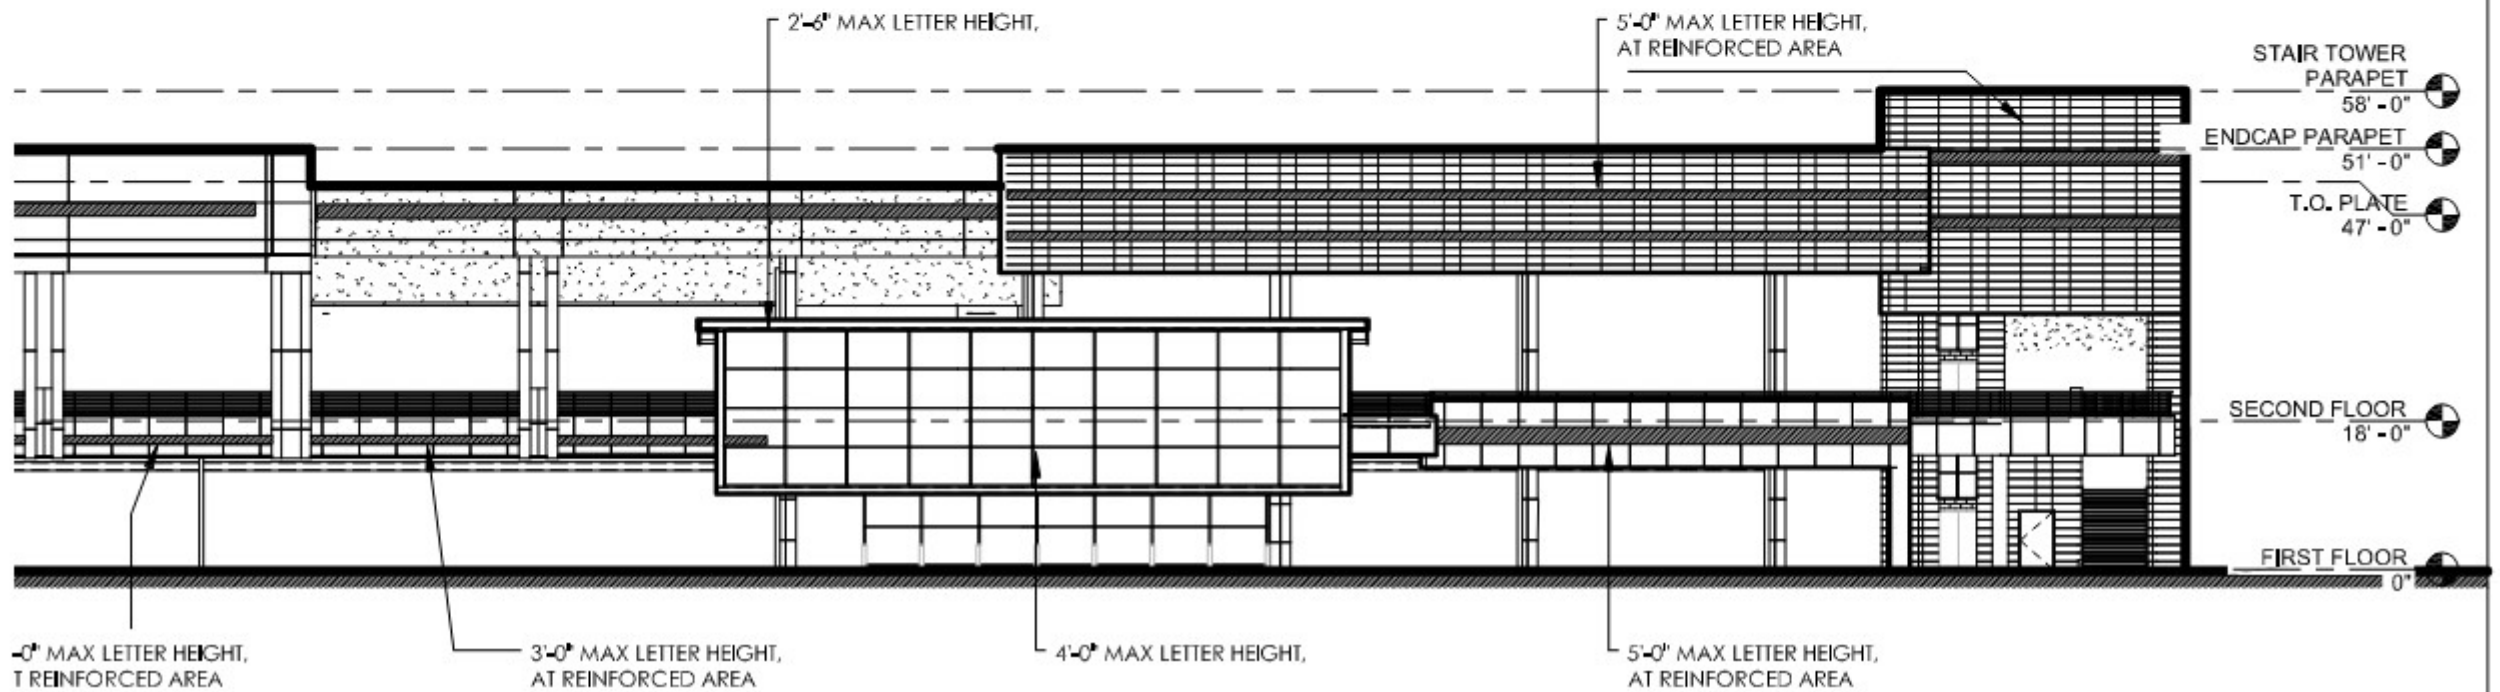 2'-6" MAX LETTER HEIGHT,
5'-0" MAX LETTER HEIGHT,
AT REINFORCED AREA
STAIR TOWER
PARAPET
58' - 0"
ENDCAP PARAPET
51' - 0"
T.O. PLATE
47' - 0"
SECOND FLOOR
18' - 0"
FIRST FLOOR
0"
-0" MAX LETTER HEIGHT,
T REINFORCED AREA
3'-0" MAX LETTER HEIGHT,
AT REINFORCED AREA
4'-0" MAX LETTER HEIGHT,
5'-0" MAX LETTER HEIGHT,
AT REINFORCED AREA